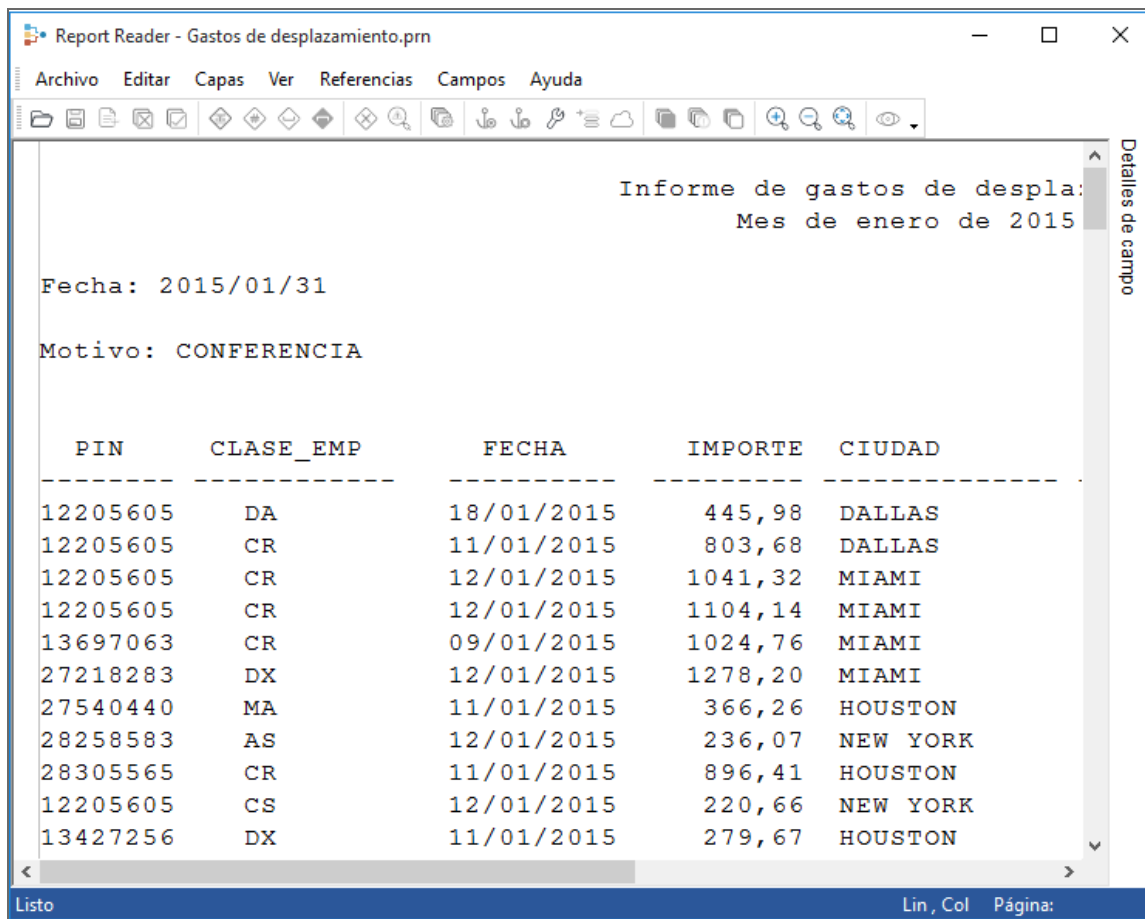 Report Reader - Gastos de desplazamiento.prn
Archivo Editar Capas Ver Referencias Campos Ayuda
Detalles de campo
Informe de gastos de despla
Mes de enero de 2015
Fecha: 2015/01/31
Motivo: CONFERENCIA
PIN CLASE_EMP FECHA IMPORTE CIUDAD
-------- ------------ ---------- --------- -------------- -
12205605 DA 18/01/2015 445,98 DALLAS
12205605 CR 11/01/2015 803,68 DALLAS
12205605 CR 12/01/2015 1041,32 MIAMI
12205605 CR 12/01/2015 1104,14 MIAMI
13697063 CR 09/01/2015 1024,76 MIAMI
27218283 DX 12/01/2015 1278,20 MIAMI
27540440 MA 11/01/2015 366,26 HOUSTON
28258583 AS 12/01/2015 236,07 NEW YORK
28305565 CR 11/01/2015 896,41 HOUSTON
12205605 CS 12/01/2015 220,66 NEW YORK
13427256 DX 11/01/2015 279,67 HOUSTON
Listo Lin , Col Página: